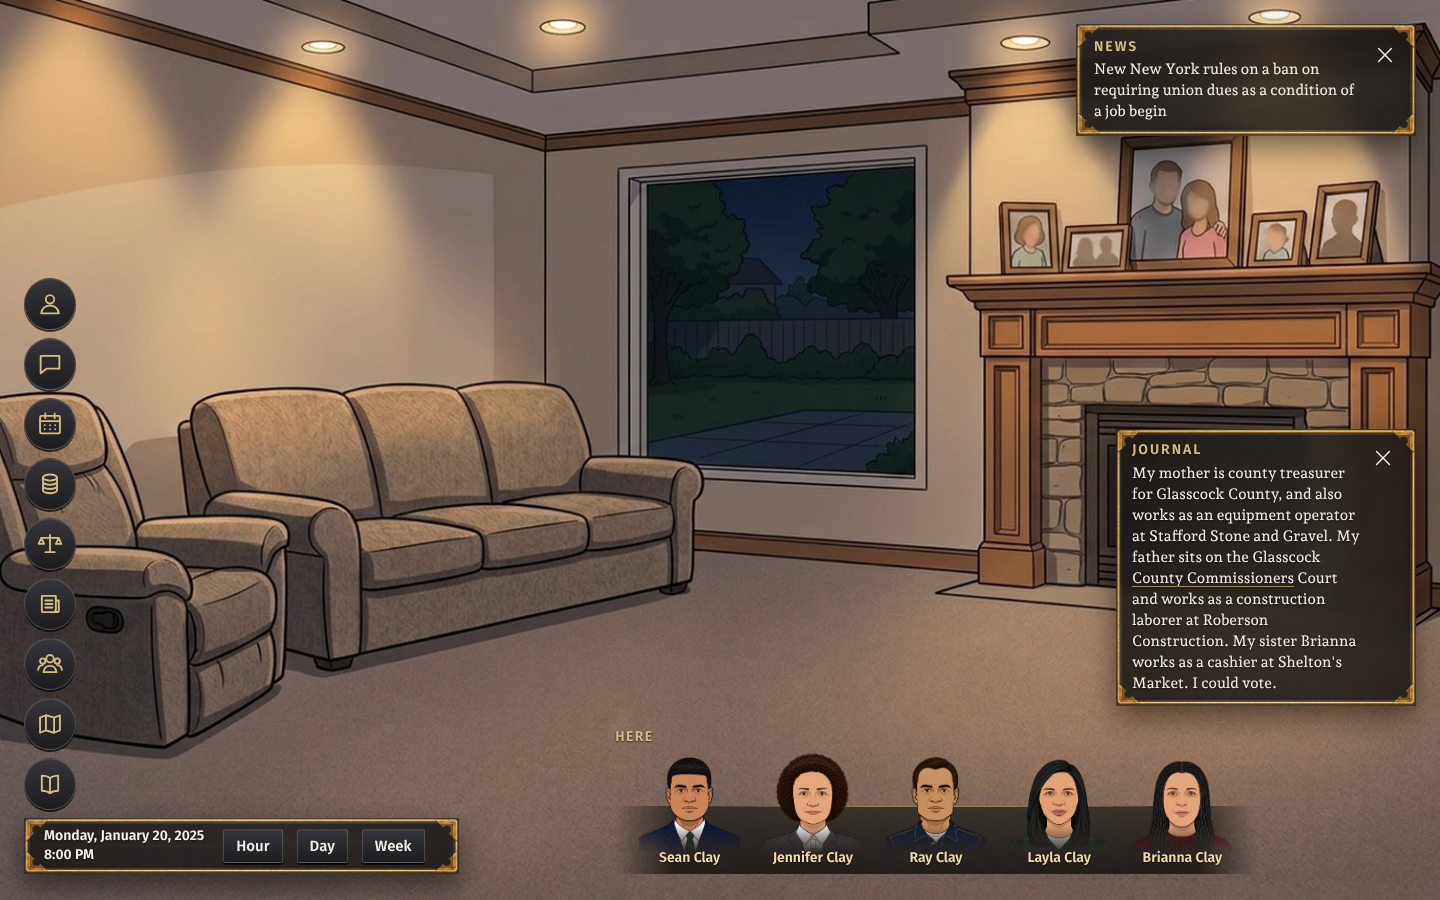 NEWS
New New York rules on a ban on
requiring union dues as a condition of
a job begin
JOURNAL
My mother is county treasurer
for Glasscock County, and also
works as an equipment operator
at Stafford Stone and Gravel. My
father sits on the Glasscock
County Commissioners Court
and works as a construction
laborer at Roberson
Construction. My sister Brianna
works as a cashier at Shelton's
Market. I could vote.
HERE
Sean Clay
Jennifer Clay
Ray Clay
Layla Clay
Brianna Clay
Monday, January 20, 2025
8:00 PM
Hour
Day
Week